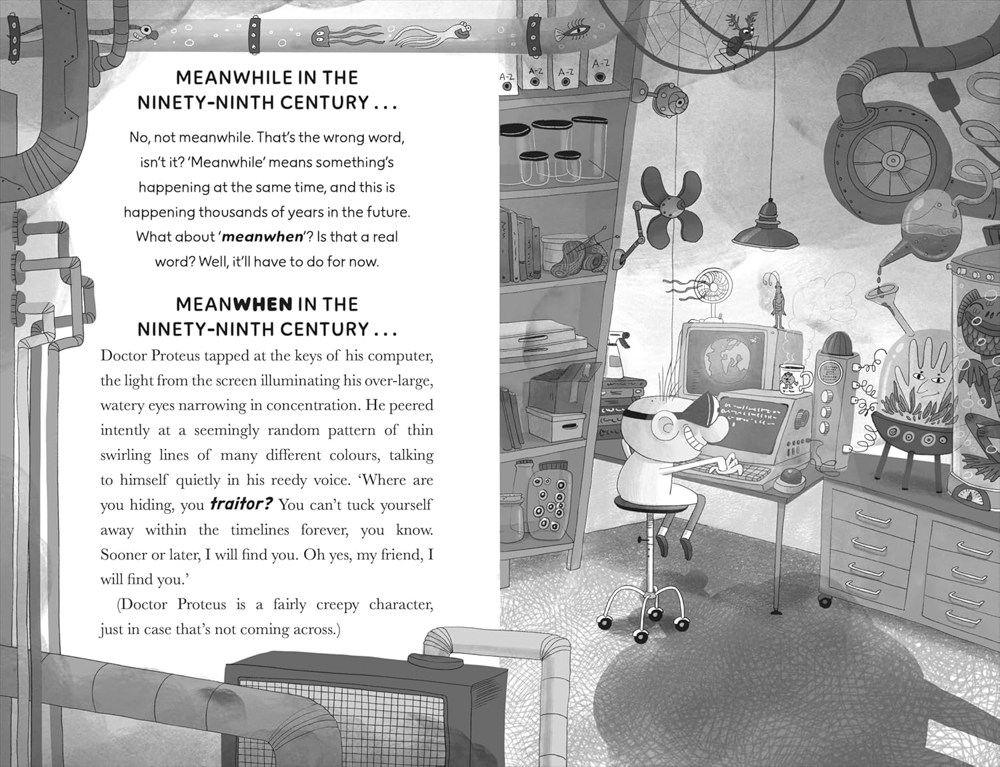 MEANWHILE IN THE
NINETY-NINTH CENTURY . . .
No, not meanwhile. That's the wrong word,
isn't it? 'Meanwhile' means something's
happening at the same time, and this is
happening thousands of years in the future.
What about 'meanwhen'? Is that a real
word? Well, it'll have to do for now.
MEANWHEN IN THE
NINETY-NINTH CENTURY . . .
Doctor Proteus tapped at the keys of his computer,
the light from the screen illuminating his over-large,
watery eyes narrowing in concentration. He peered
intently at a seemingly random pattern of thin
swirling lines of many different colours, talking
to himself quietly in his reedy voice. 'Where are
you hiding, you traitor? You can't tuck yourself
away within the timelines forever, you know.
Sooner or later, I will find you. Oh yes, my friend, I
will find you.'
(Doctor Proteus is a fairly creepy character,
just in case that's not coming across.)
A-Z
A-Z
A-Z
A-Z